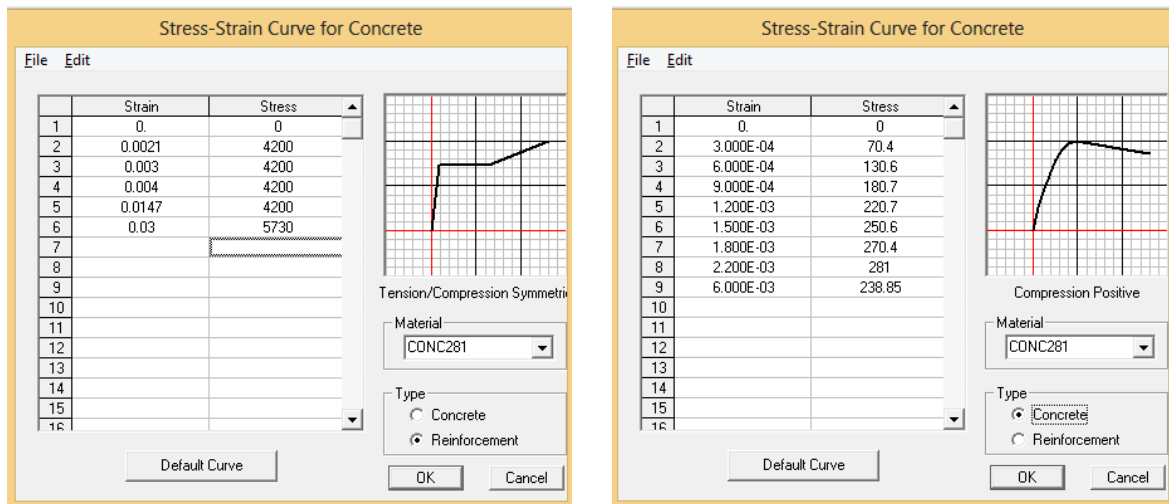 Stress-Strain Curve for Concrete
File Edit
Strain Stress
1 0. 0
2 0.0021 4200
3 0.003 4200
4 0.004 4200
5 0.0147 4200
6 0.03 5730
7
8
9
10
11
12
13
14
15
16
Tension/Compression Symmetric
Material
CONC281
Type
Concrete
Reinforcement
Default Curve
OK Cancel
Stress-Strain Curve for Concrete
File Edit
Strain Stress
1 0. 0
2 3.000E-04 70.4
3 6.000E-04 130.6
4 9.000E-04 180.7
5 1.200E-03 220.7
6 1.500E-03 250.6
7 1.800E-03 270.4
8 2.200E-03 281
9 6.000E-03 238.85
10
11
12
13
14
15
16
Compression Positive
Material
CONC281
Type
Concrete
Reinforcement
Default Curve
OK Cancel